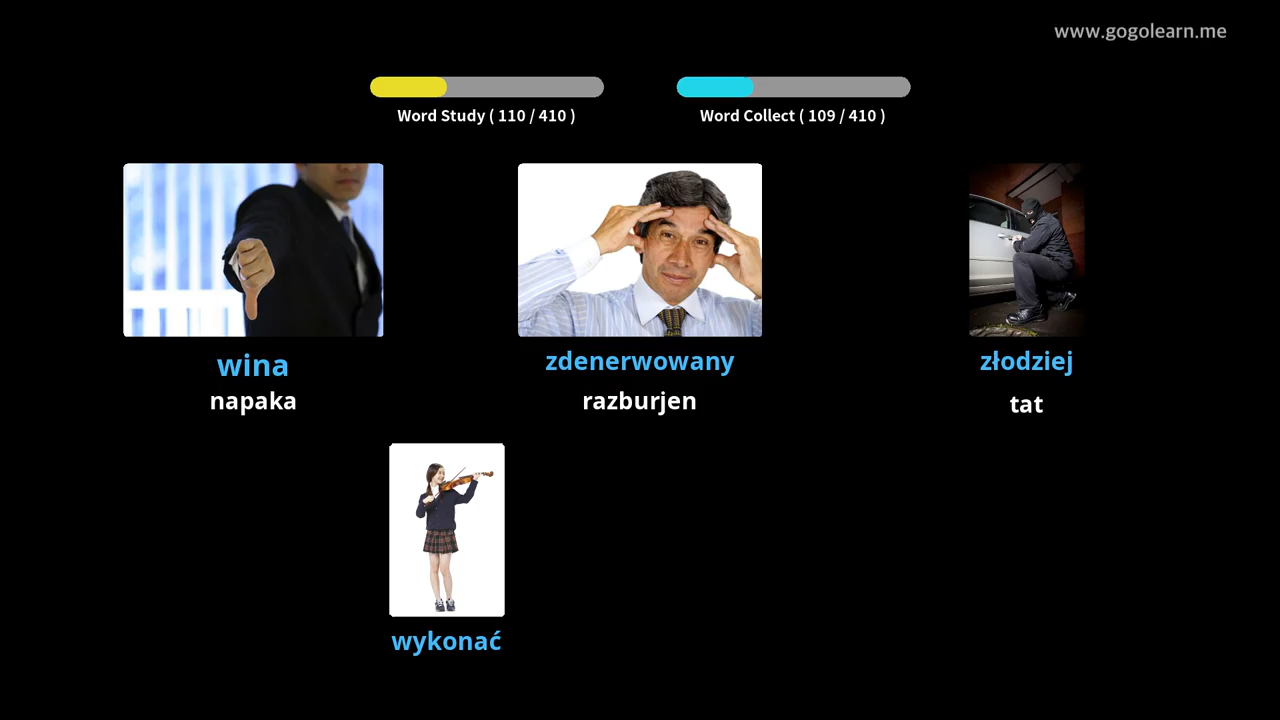 www.gogolearn.me
Word Study ( 110 / 410 )
Word Collect ( 109 / 410 )
wina
napaka
zdenerwowany
razburjen
złodziej
tat
wykonać